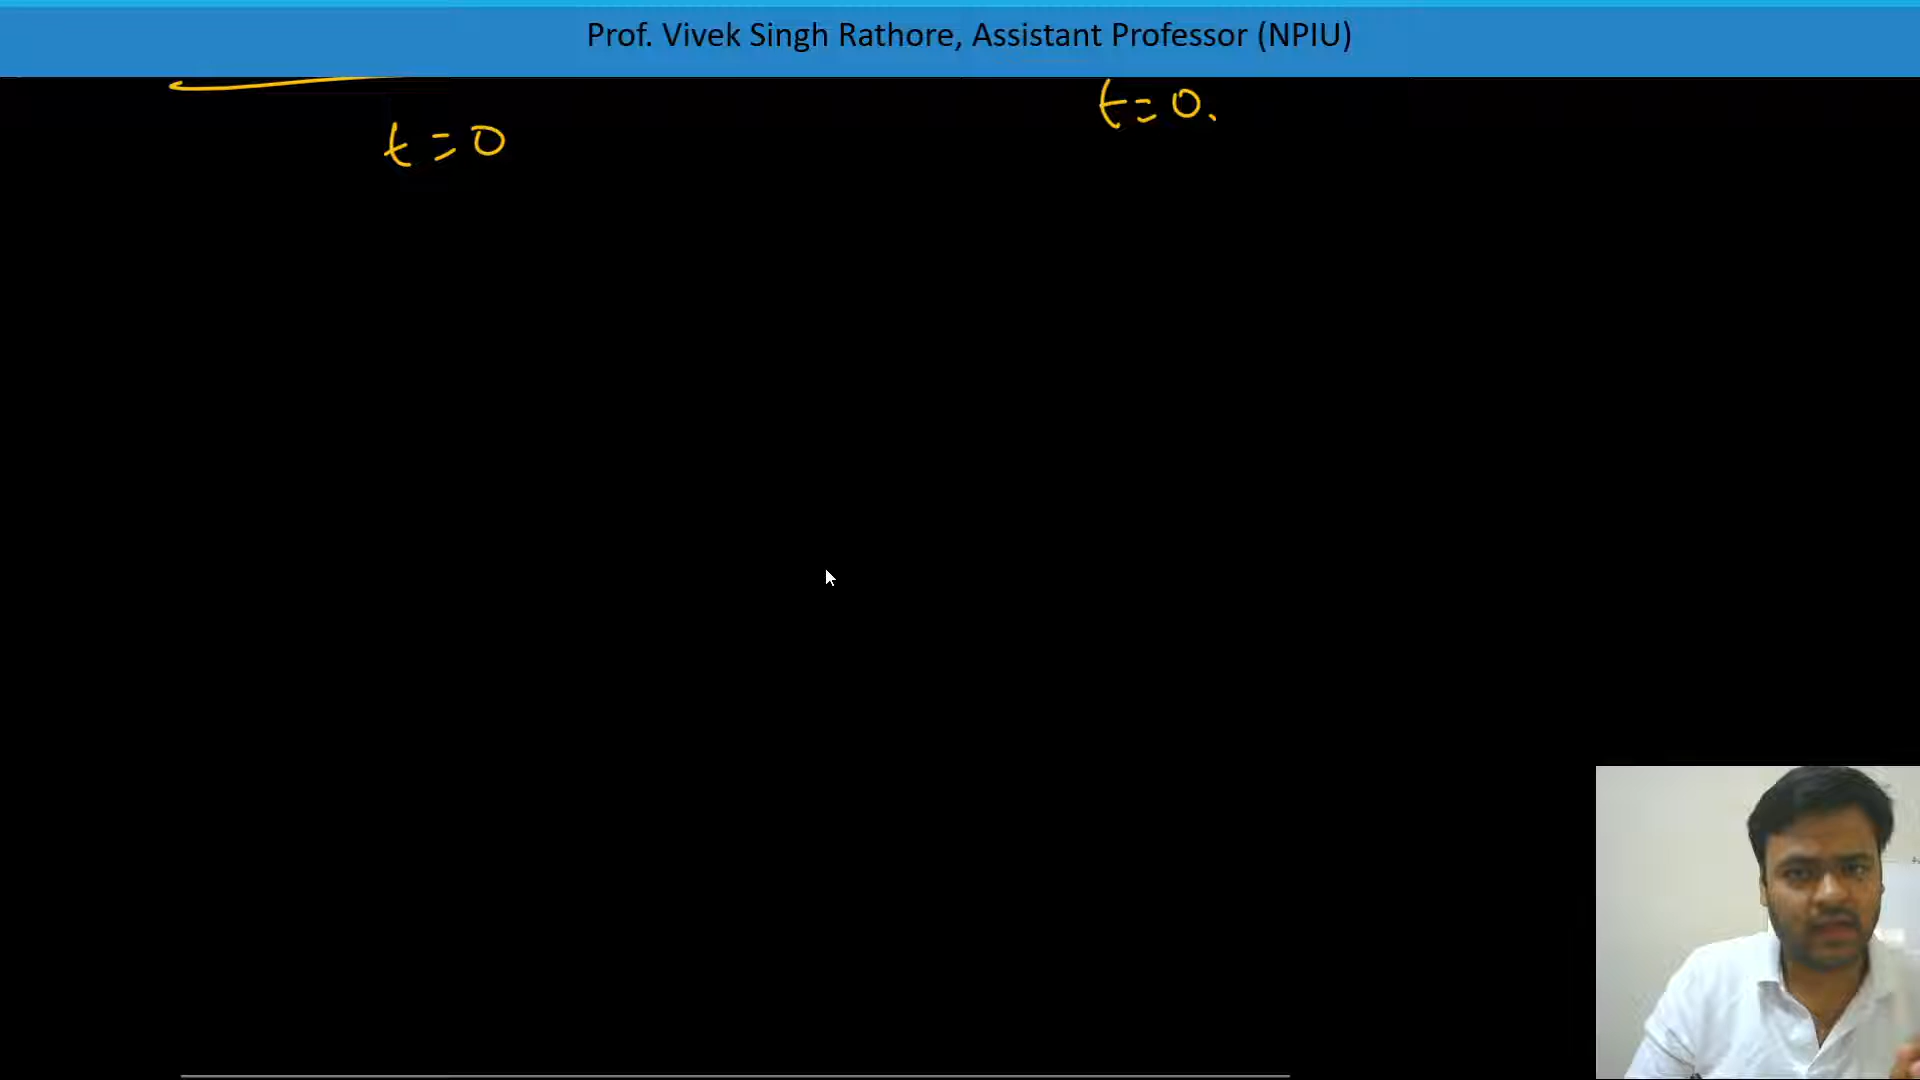 Prof. Vivek Singh Rathore, Assistant Professor (NPIU)
t=0.
t=0